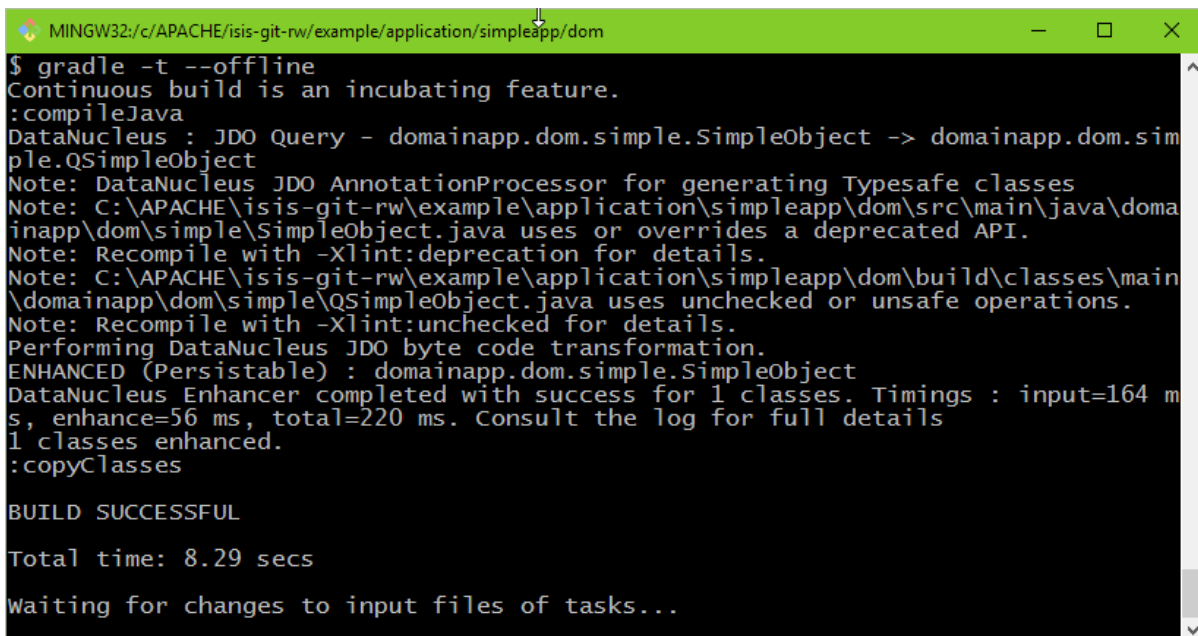 MINGW32:/c/APACHE/isis-git-rw/example/application/simpleapp/dom
$ gradle -t --offline
Continuous build is an incubating feature.
:compileJava
DataNucleus : JDO Query - domainapp.dom.simple.SimpleObject -> domainapp.dom.sim
ple.QSimpleObject
Note: DataNucleus JDO AnnotationProcessor for generating Typesafe classes
Note: C:\APACHE\isis-git-rw\example\application\simpleapp\dom\src\main\java\doma
inapp\dom\simple\SimpleObject.java uses or overrides a deprecated API.
Note: Recompile with -Xlint:deprecation for details.
Note: C:\APACHE\isis-git-rw\example\application\simpleapp\dom\build\classes\main
\domainapp\dom\simple\QSimpleObject.java uses unchecked or unsafe operations.
Note: Recompile with -Xlint:unchecked for details.
Performing DataNucleus JDO byte code transformation.
ENHANCED (Persistable) : domainapp.dom.simple.SimpleObject
DataNucleus Enhancer completed with success for 1 classes. Timings : input=164 m
s, enhance=56 ms, total=220 ms. Consult the log for full details
1 classes enhanced.
:copyClasses
BUILD SUCCESSFUL
Total time: 8.29 secs
Waiting for changes to input files of tasks...